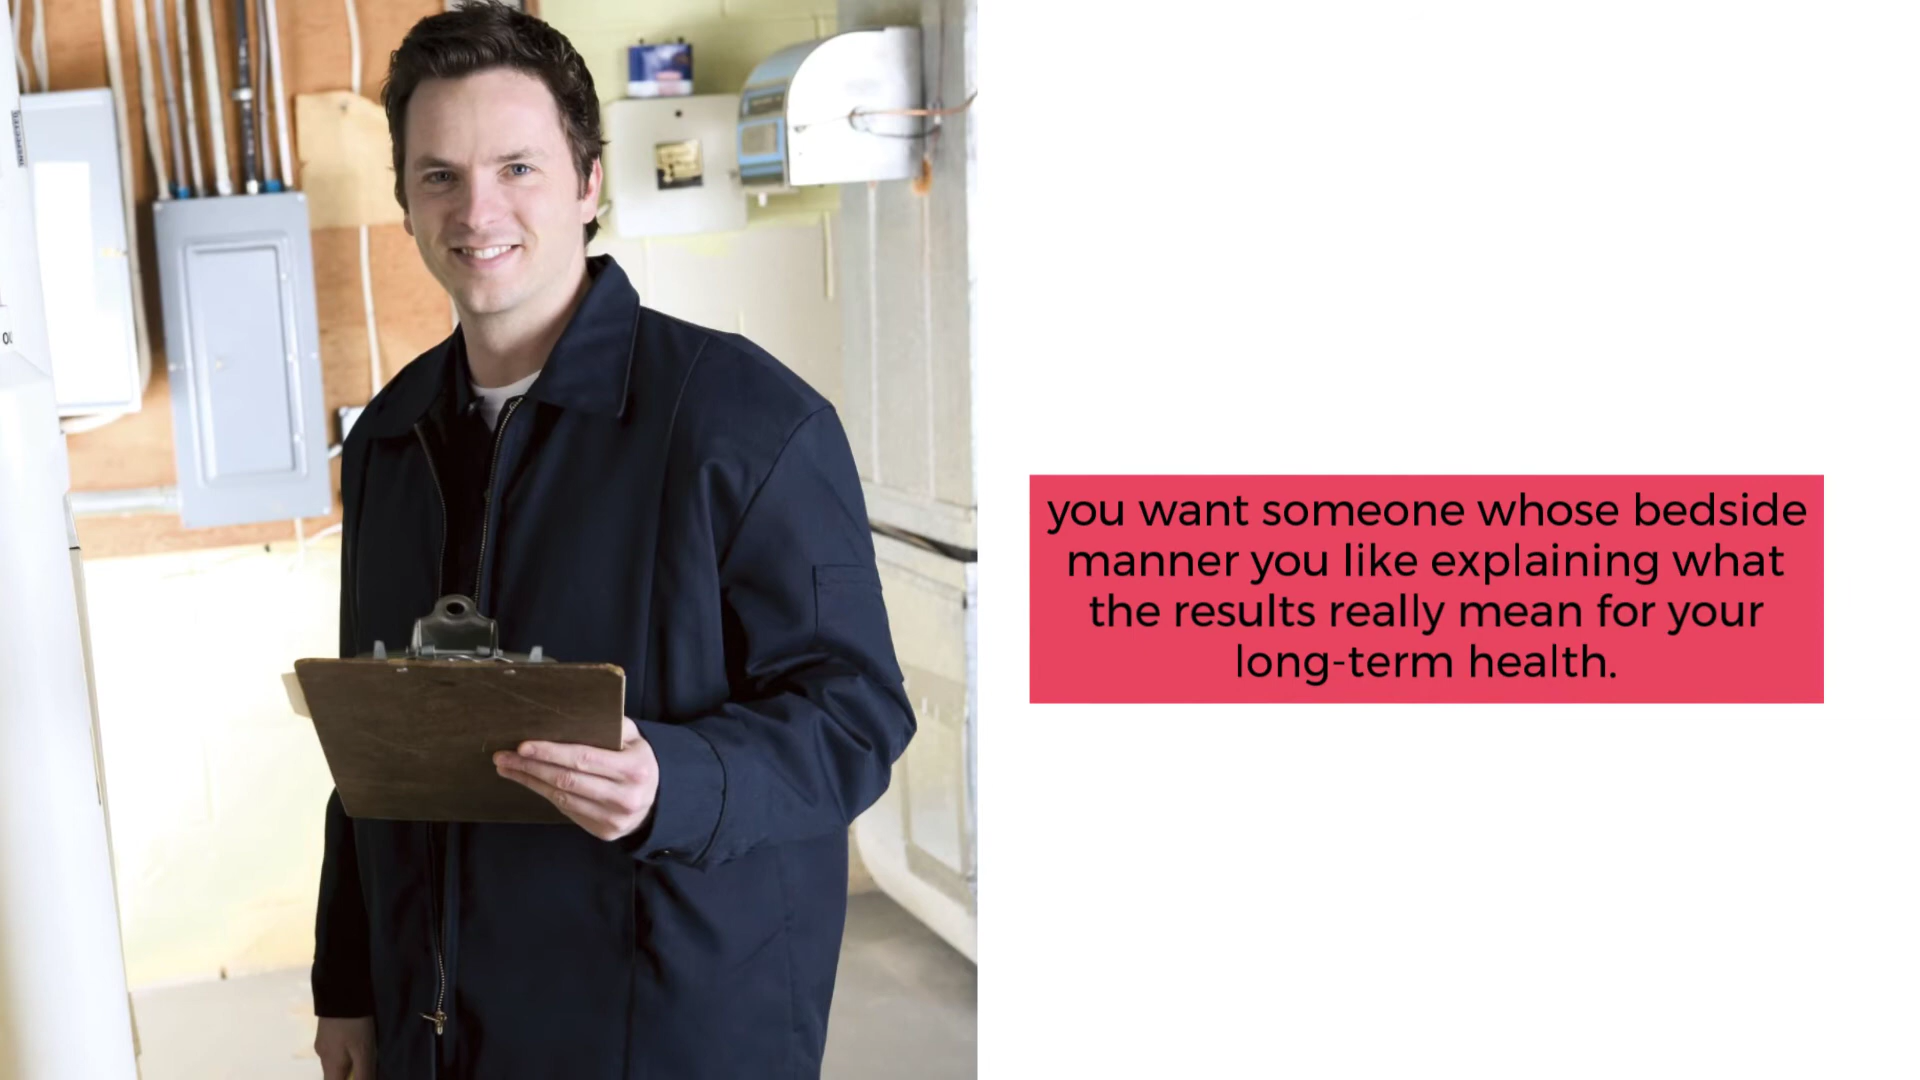 you want someone whose bedside
manner you like explaining what
the results really mean for your
long-term health.